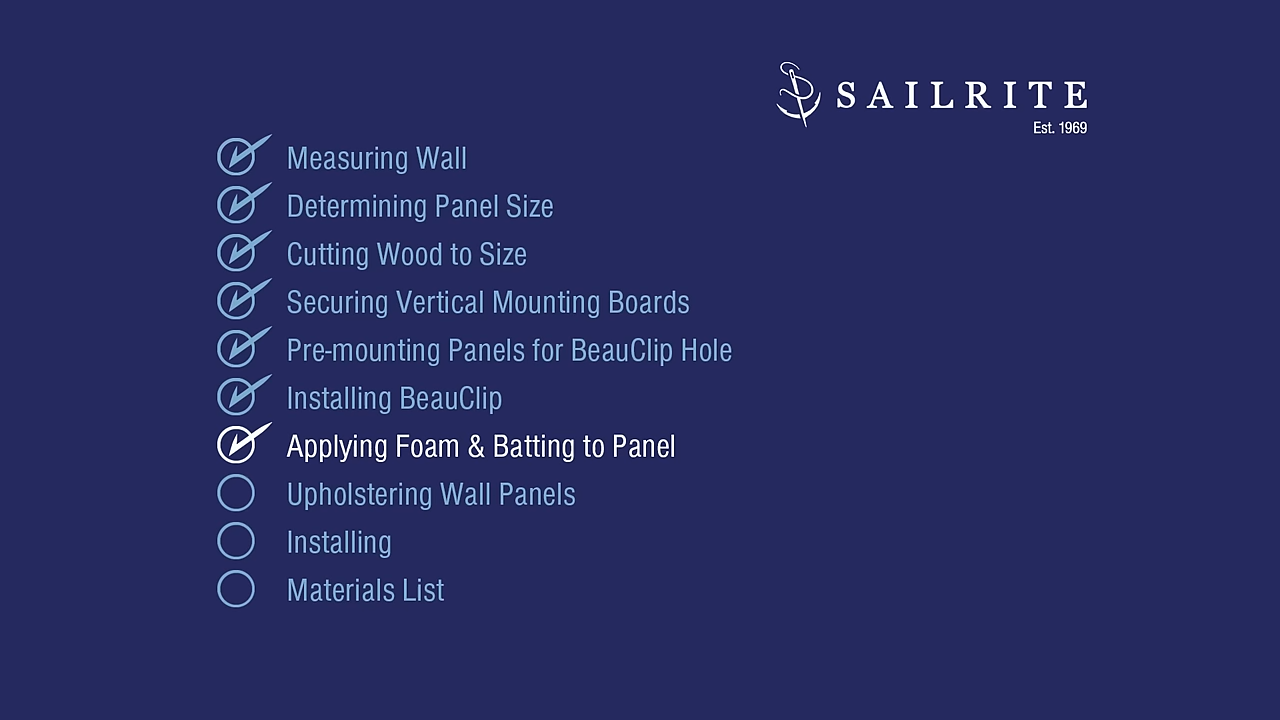 SAILRITE
Est. 1969
Measuring Wall
Determining Panel Size
Cutting Wood to Size
Securing Vertical Mounting Boards
Pre-mounting Panels for BeauClip Hole
Installing BeauClip
Applying Foam & Batting to Panel
Upholstering Wall Panels
Installing
Materials List